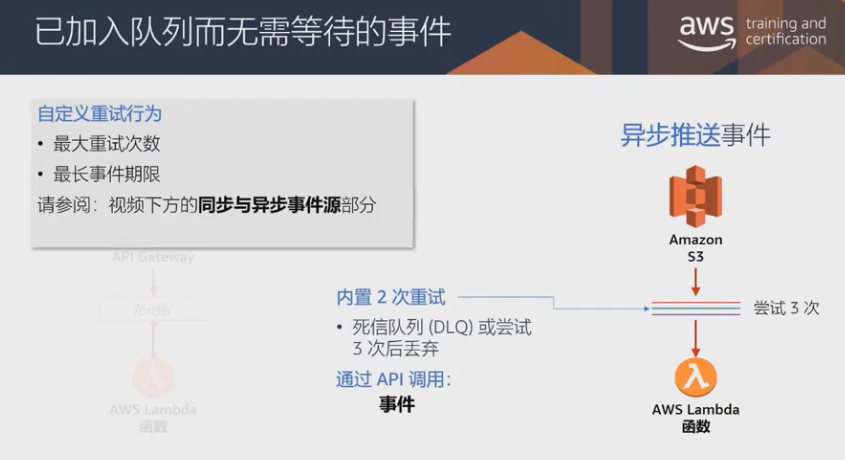 已加入队列而无需等待的事件
aws training and
certification
自定义重试行为
• 最大重试次数
• 最长事件期限
请参阅：视频下方的同步与异步事件源部分
API Gateway
/order
AWS Lambda
函数
内置 2 次重试
• 死信队列 (DLQ) 或尝试
3 次后丢弃
通过 API 调用：
事件
异步推送事件
Amazon
S3
尝试 3 次
AWS Lambda
函数